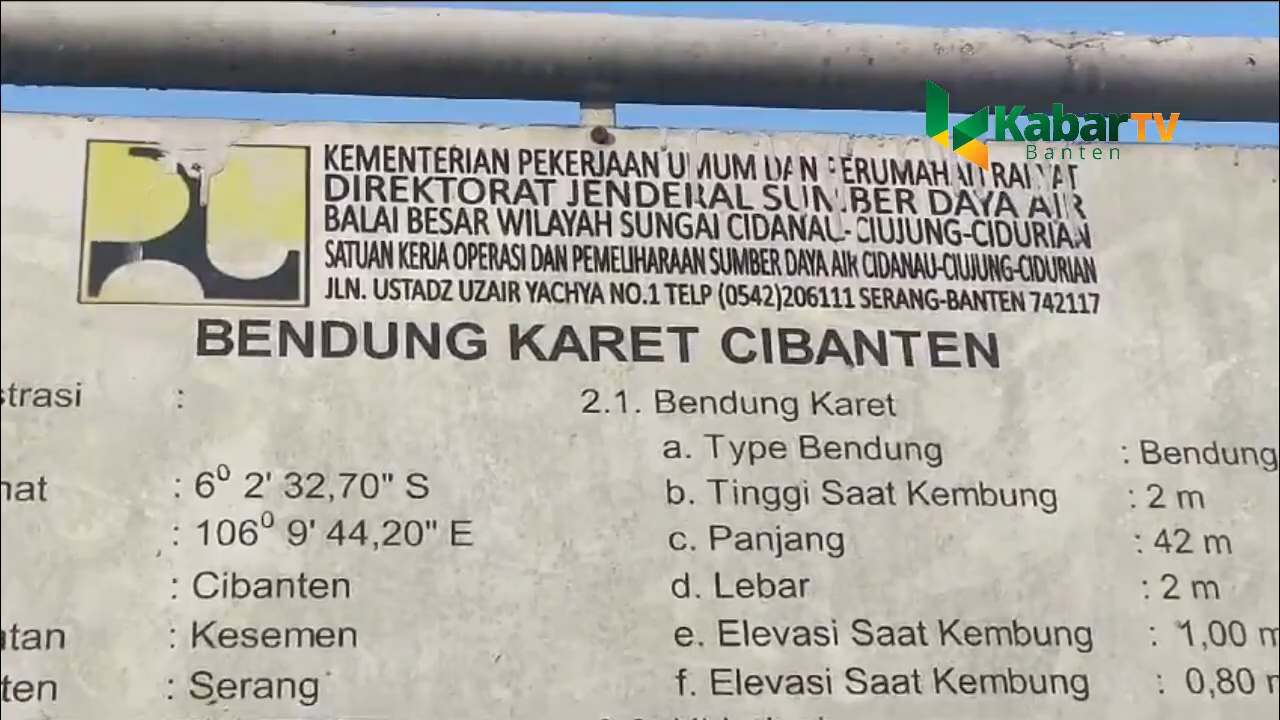 KabarTV
Banten
KEMENTERIAN PEKERJAAN UMUM DAN PERUMAHAN RAKYAT
DIREKTORAT JENDERAL SUMBER DAYA AIR
BALAI BESAR WILAYAH SUNGAI CIDANAU-CIUJUNG-CIDURIAN
SATUAN KERJA OPERASI DAN PEMELIHARAAN SUMBER DAYA AIR CIDANAU-CIUJUNG-CIDURIAN
JLN. USTADZ UZAIR YACHYA NO.1 TELP (0542)206111 SERANG-BANTEN 742117
BENDUNG KARET CIBANTEN
strasi :
2.1. Bendung Karet
a. Type Bendung : Bendung
nat : 6⁰ 2' 32,70" S
b. Tinggi Saat Kembung : 2 m
: 106⁰ 9' 44,20" E
c. Panjang : 42 m
: Cibanten
d. Lebar : 2 m
atan : Kesemen
e. Elevasi Saat Kembung : 1,00 m
ten : Serang
f. Elevasi Saat Kembung : 0,80 m